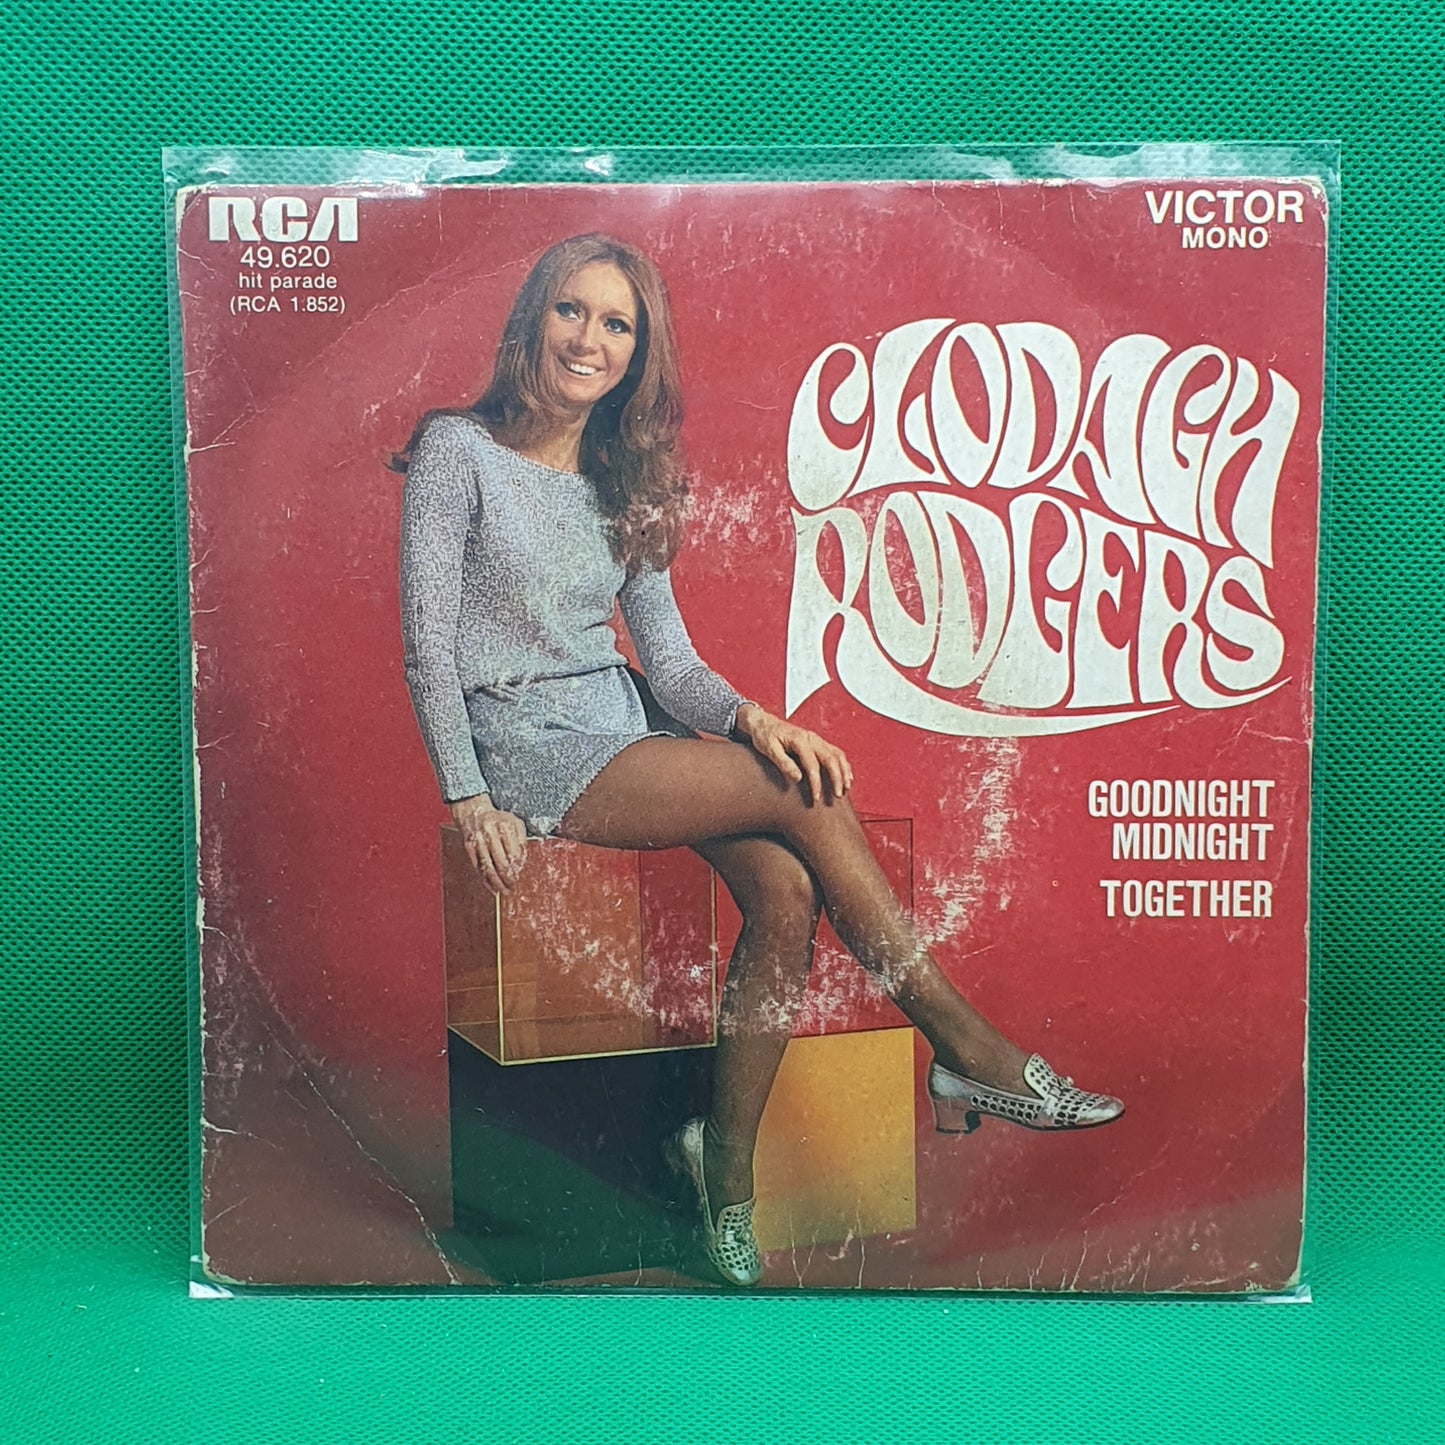 RCA
49.620
hit parade
(RCA 1.852)
VICTOR
MONO
CLODAGH
RODGERS
GOODNIGHT
MIDNIGHT
TOGETHER